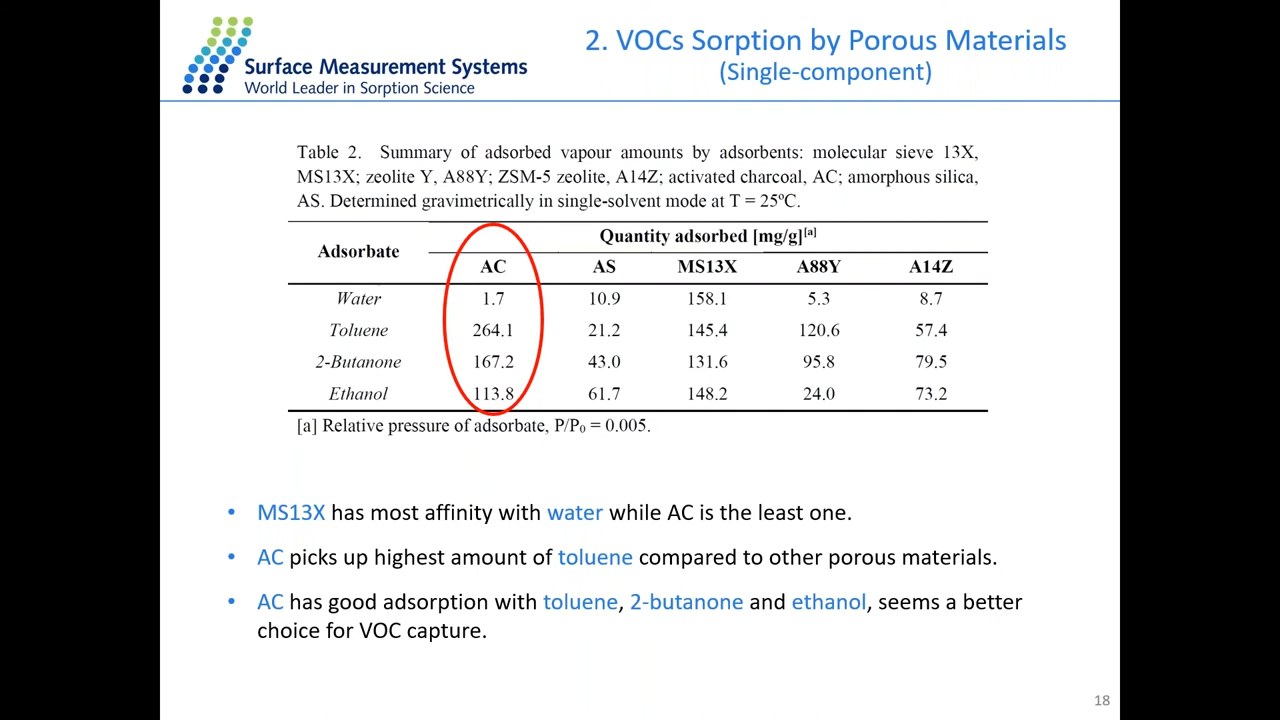 Surface Measurement Systems
World Leader in Sorption Science
2. VOCs Sorption by Porous Materials
(Single-component)
Table 2. Summary of adsorbed vapour amounts by adsorbents: molecular sieve 13X,
MS13X; zeolite Y, A88Y; ZSM-5 zeolite, A14Z; activated charcoal, AC; amorphous silica,
AS. Determined gravimetrically in single-solvent mode at T = 25ºC.
Adsorbate Quantity adsorbed [mg/g][a]
AC AS MS13X A88Y A14Z
Water 1.7 10.9 158.1 5.3 8.7
Toluene 264.1 21.2 145.4 120.6 57.4
2-Butanone 167.2 43.0 131.6 95.8 79.5
Ethanol 113.8 61.7 148.2 24.0 73.2
[a] Relative pressure of adsorbate, P/P₀ = 0.005.
• MS13X has most affinity with water while AC is the least one.
• AC picks up highest amount of toluene compared to other porous materials.
• AC has good adsorption with toluene, 2-butanone and ethanol, seems a better
choice for VOC capture.
18